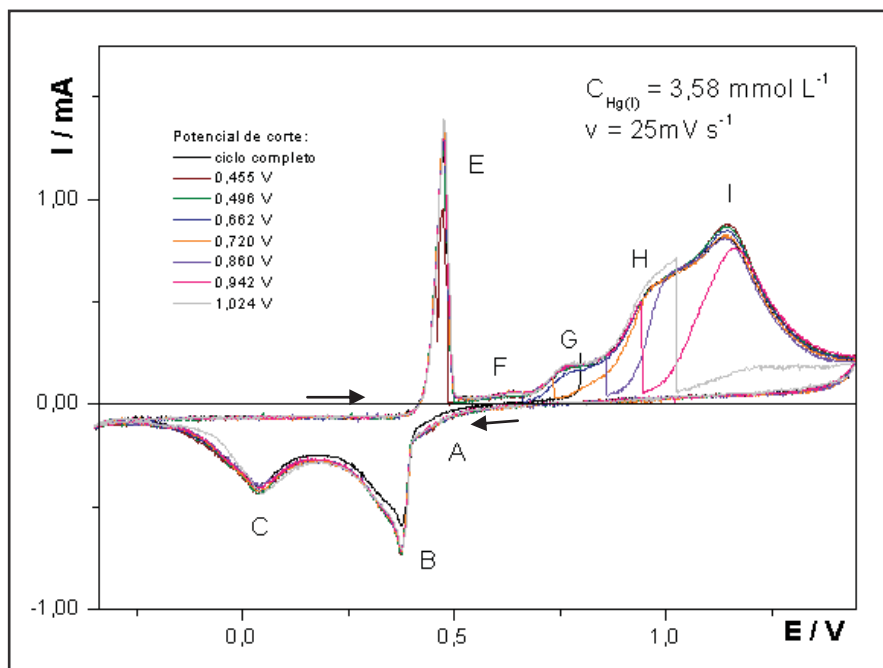 I / mA
1,00
0,00
-1,00
C Hg(I) = 3,58 mmol L⁻¹
v = 25mV s⁻¹
Potencial de corte:
ciclo completo
0,455 V
0,496 V
0,662 V
0,720 V
0,860 V
0,942 V
1,024 V
E
I
H
G
F
A
C
B
0,0
0,5
1,0
E / V